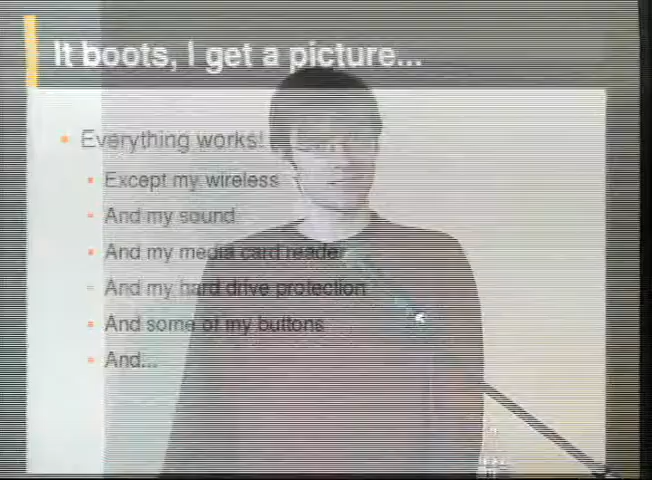 It boots, I get a picture...
Everything works!
Except my wireless
And my sound
And my media card reader
And my hard drive protection
And some of my buttons
And...